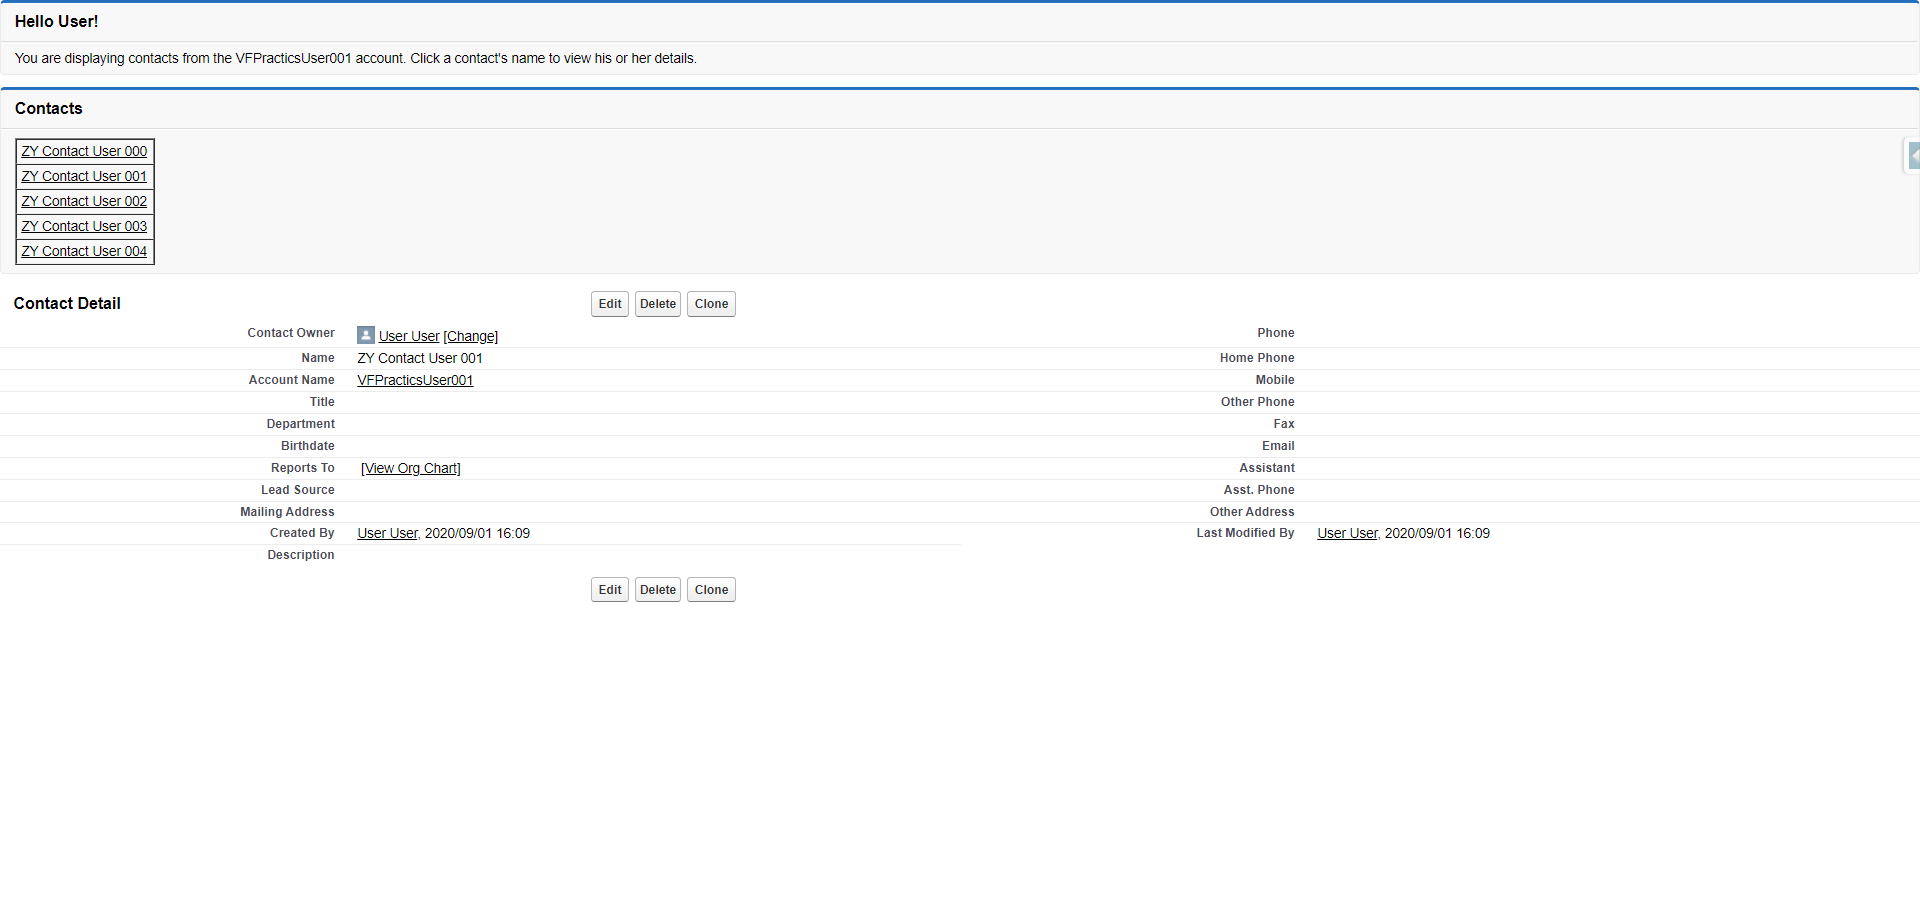 Hello User!
You are displaying contacts from the VFPracticsUser001 account. Click a contact's name to view his or her details.
Contacts
ZY Contact User 000
ZY Contact User 001
ZY Contact User 002
ZY Contact User 003
ZY Contact User 004
Contact Detail Edit Delete Clone
Contact Owner User User [Change] Phone
Name ZY Contact User 001 Home Phone
Account Name VFPracticsUser001 Mobile
Title Other Phone
Department Fax
Birthdate Email
Reports To [View Org Chart] Assistant
Lead Source Asst. Phone
Mailing Address Other Address
Created By User User, 2020/09/01 16:09 Last Modified By User User, 2020/09/01 16:09
Description
Edit Delete Clone